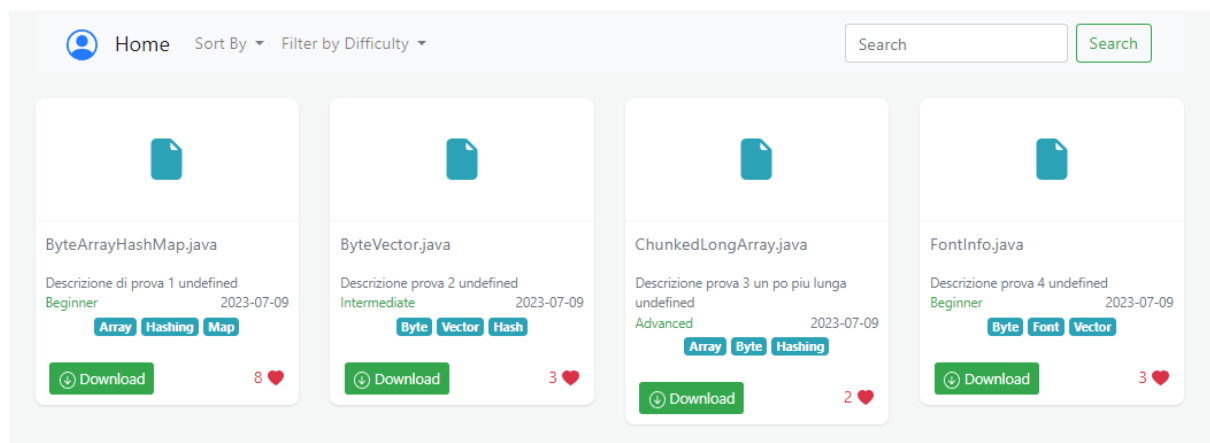 Home Sort By Filter by Difficulty Search Search
ByteArrayHashMap.java
Descrizione di prova 1 undefined
Beginner 2023-07-09
Array Hashing Map
Download 8
ByteVector.java
Descrizione prova 2 undefined
Intermediate 2023-07-09
Byte Vector Hash
Download 3
ChunkedLongArray.java
Descrizione prova 3 un po piu lunga
undefined
Advanced 2023-07-09
Array Byte Hashing
Download 2
FontInfo.java
Descrizione prova 4 undefined
Beginner 2023-07-09
Byte Font Vector
Download 3